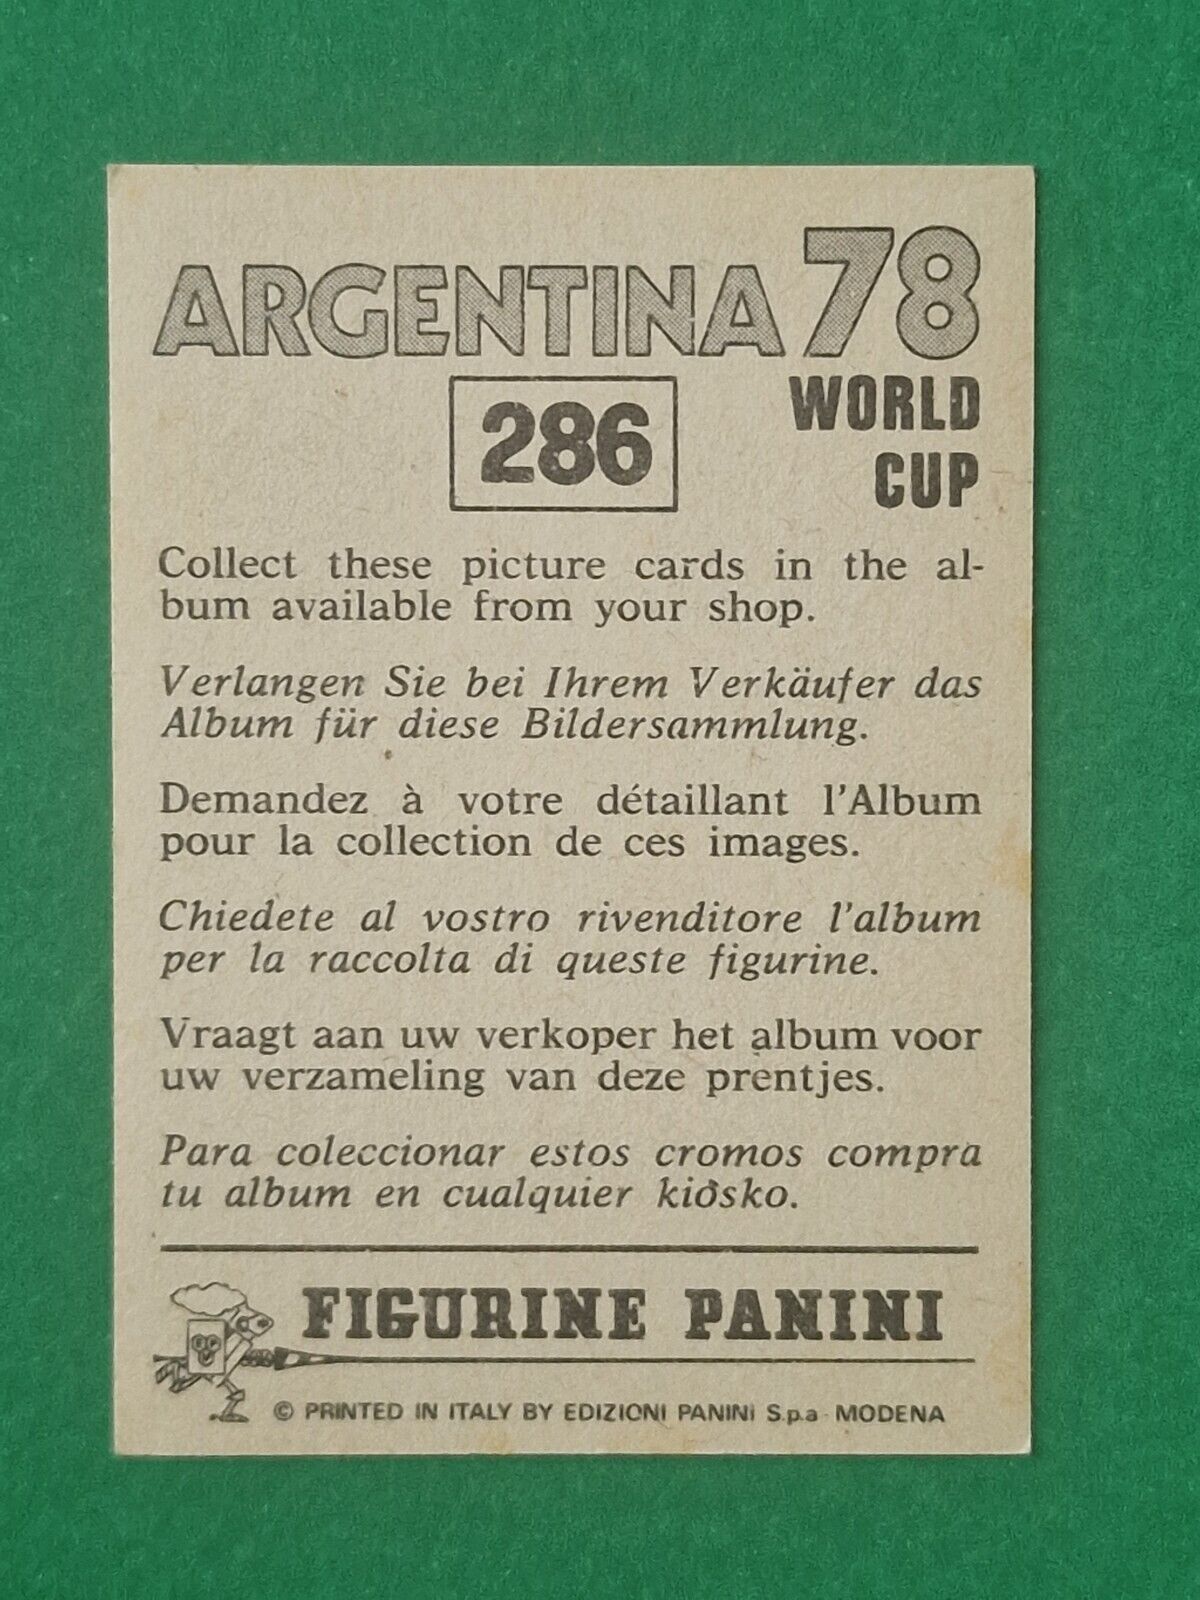 ARGENTINA 78
WORLD
CUP
286
Collect these picture cards in the al-
bum available from your shop.
Verlangen Sie bei Ihrem Verkäufer das
Album für diese Bildersammlung.
Demandez à votre détaillant l'Album
pour la collection de ces images.
Chiedete al vostro rivenditore l'album
per la raccolta di queste figurine.
Vraagt aan uw verkoper het album voor
uw verzameling van deze prentjes.
Para coleccionar estos cromos compra
tu album en cualquier kiósko.
FIGURINE PANINI
© PRINTED IN ITALY BY EDIZIONI PANINI S.p.a - MODENA